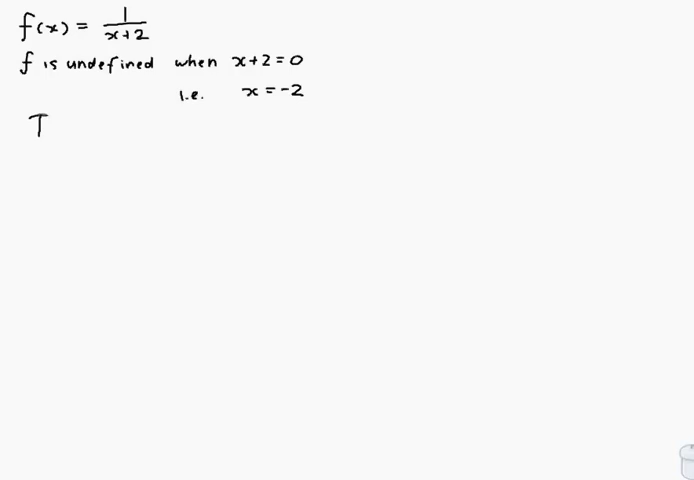 f(x) = 1/(x+2)
f is undefined when x+2=0
i.e. x = -2
T